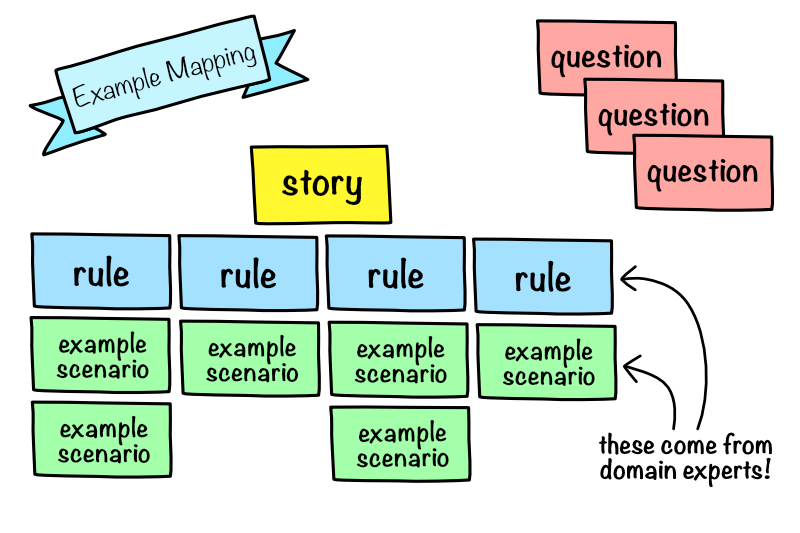 Example Mapping
question
question
question
story
rule
rule
rule
rule
example
scenario
example
scenario
example
scenario
example
scenario
example
scenario
example
scenario
these come from
domain experts!